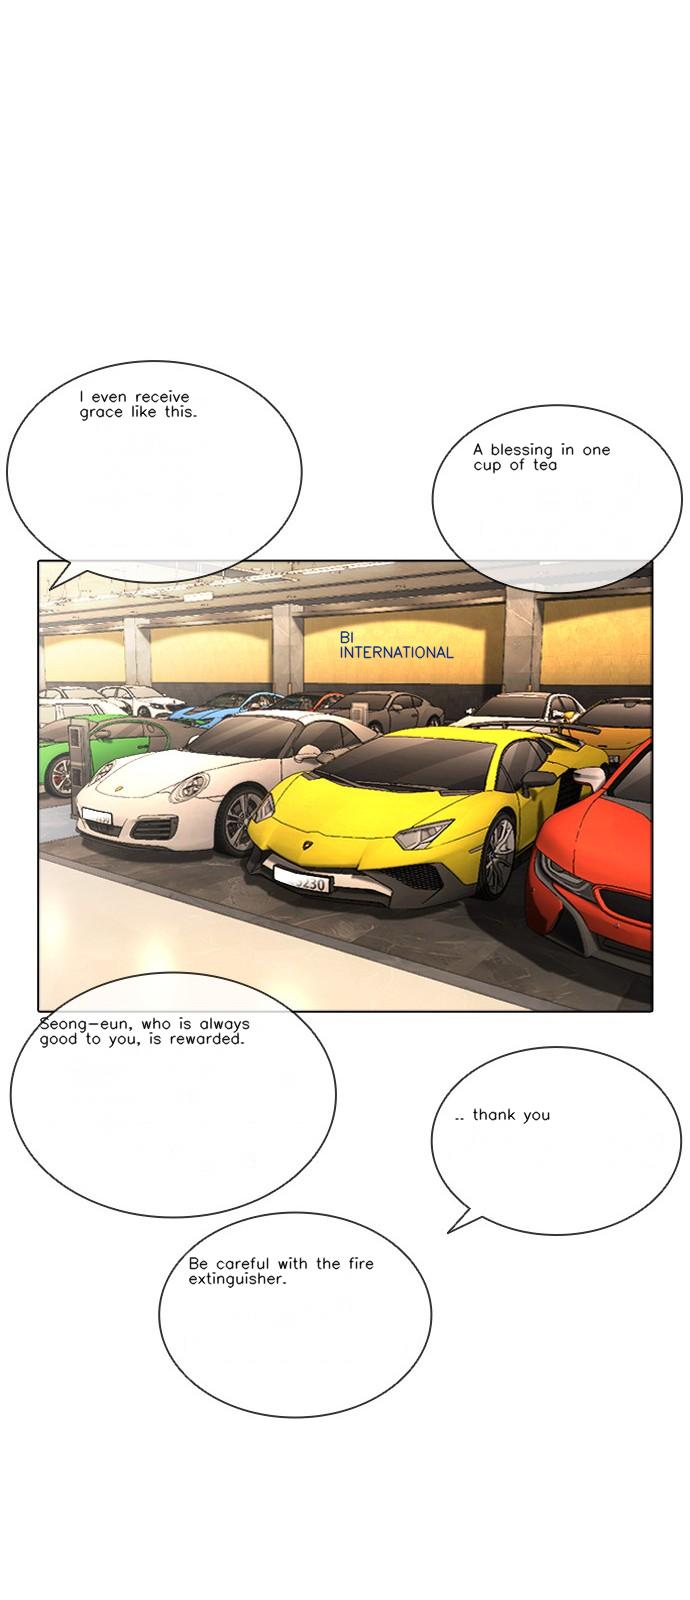 I even receive
grace like this.
A blessing in one
cup of tea
BI
INTERNATIONAL
5230
Seong-eun, who is always
good to you, is rewarded.
.. thank you
Be careful with the fire
extinguisher.